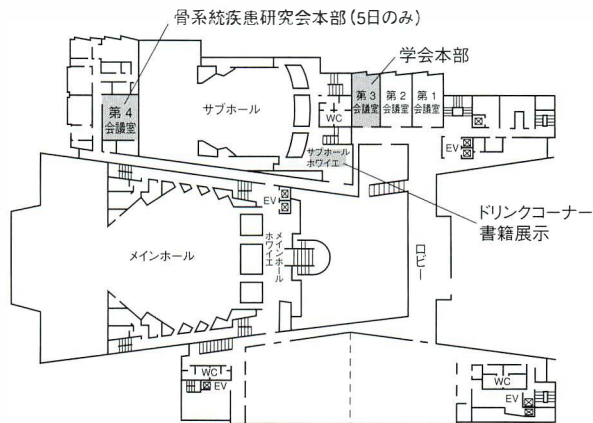 骨系統疾患研究会本部(5日のみ)
学会本部
第4
会議室
サブホール
WC
第3
会議室
第2
会議室
第1
会議室
EV
サブホール
ホワイエ
EV
ドリンクコーナー
書籍展示
メインホール
メインホール
ホワイエ
ロビー
WC
EV
WC
EV